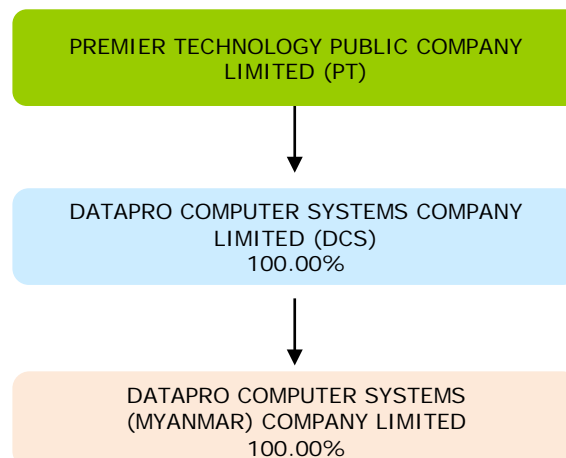 PREMIER TECHNOLOGY PUBLIC COMPANY
LIMITED (PT)
DATAPRO COMPUTER SYSTEMS COMPANY
LIMITED (DCS)
100.00%
DATAPRO COMPUTER SYSTEMS
(MYANMAR) COMPANY LIMITED
100.00%